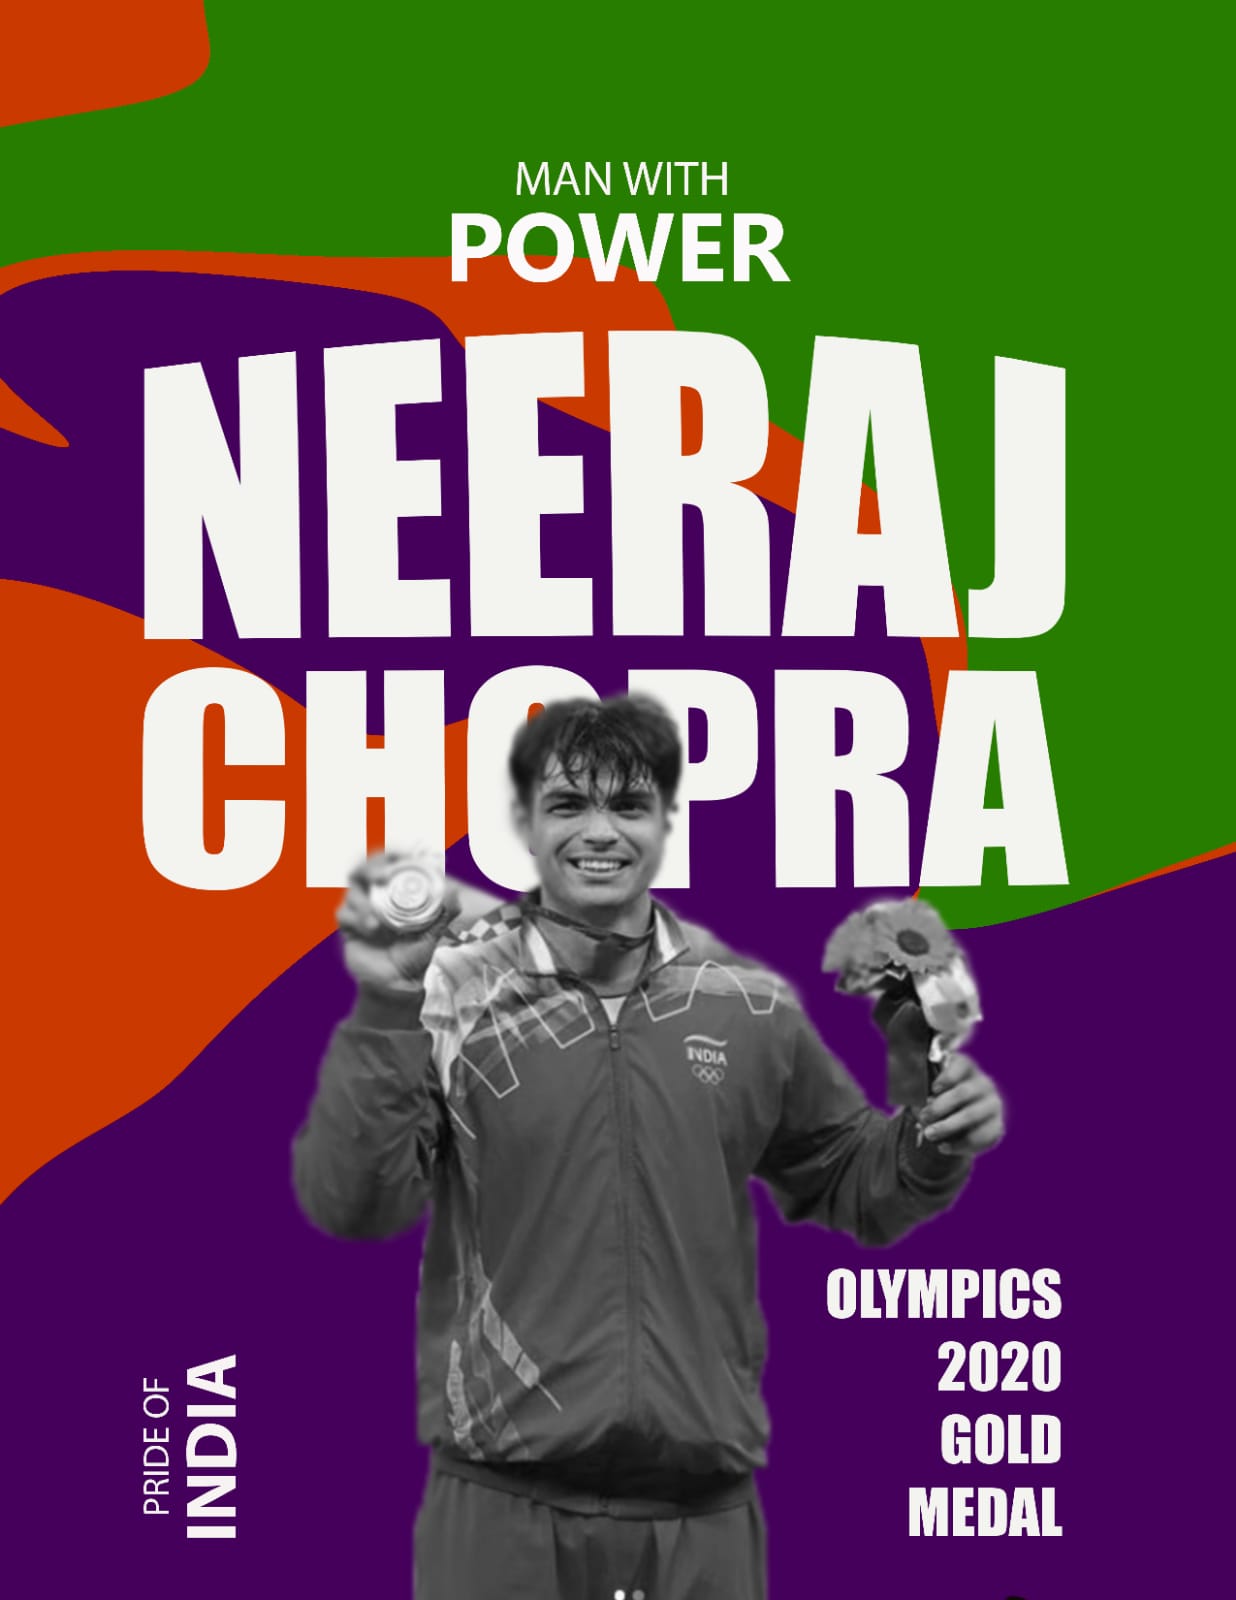 MAN WITH
POWER
NEERAJ
CHOPRA
INDIA
OLYMPICS
2020
GOLD
MEDAL
PRIDE OF
INDIA